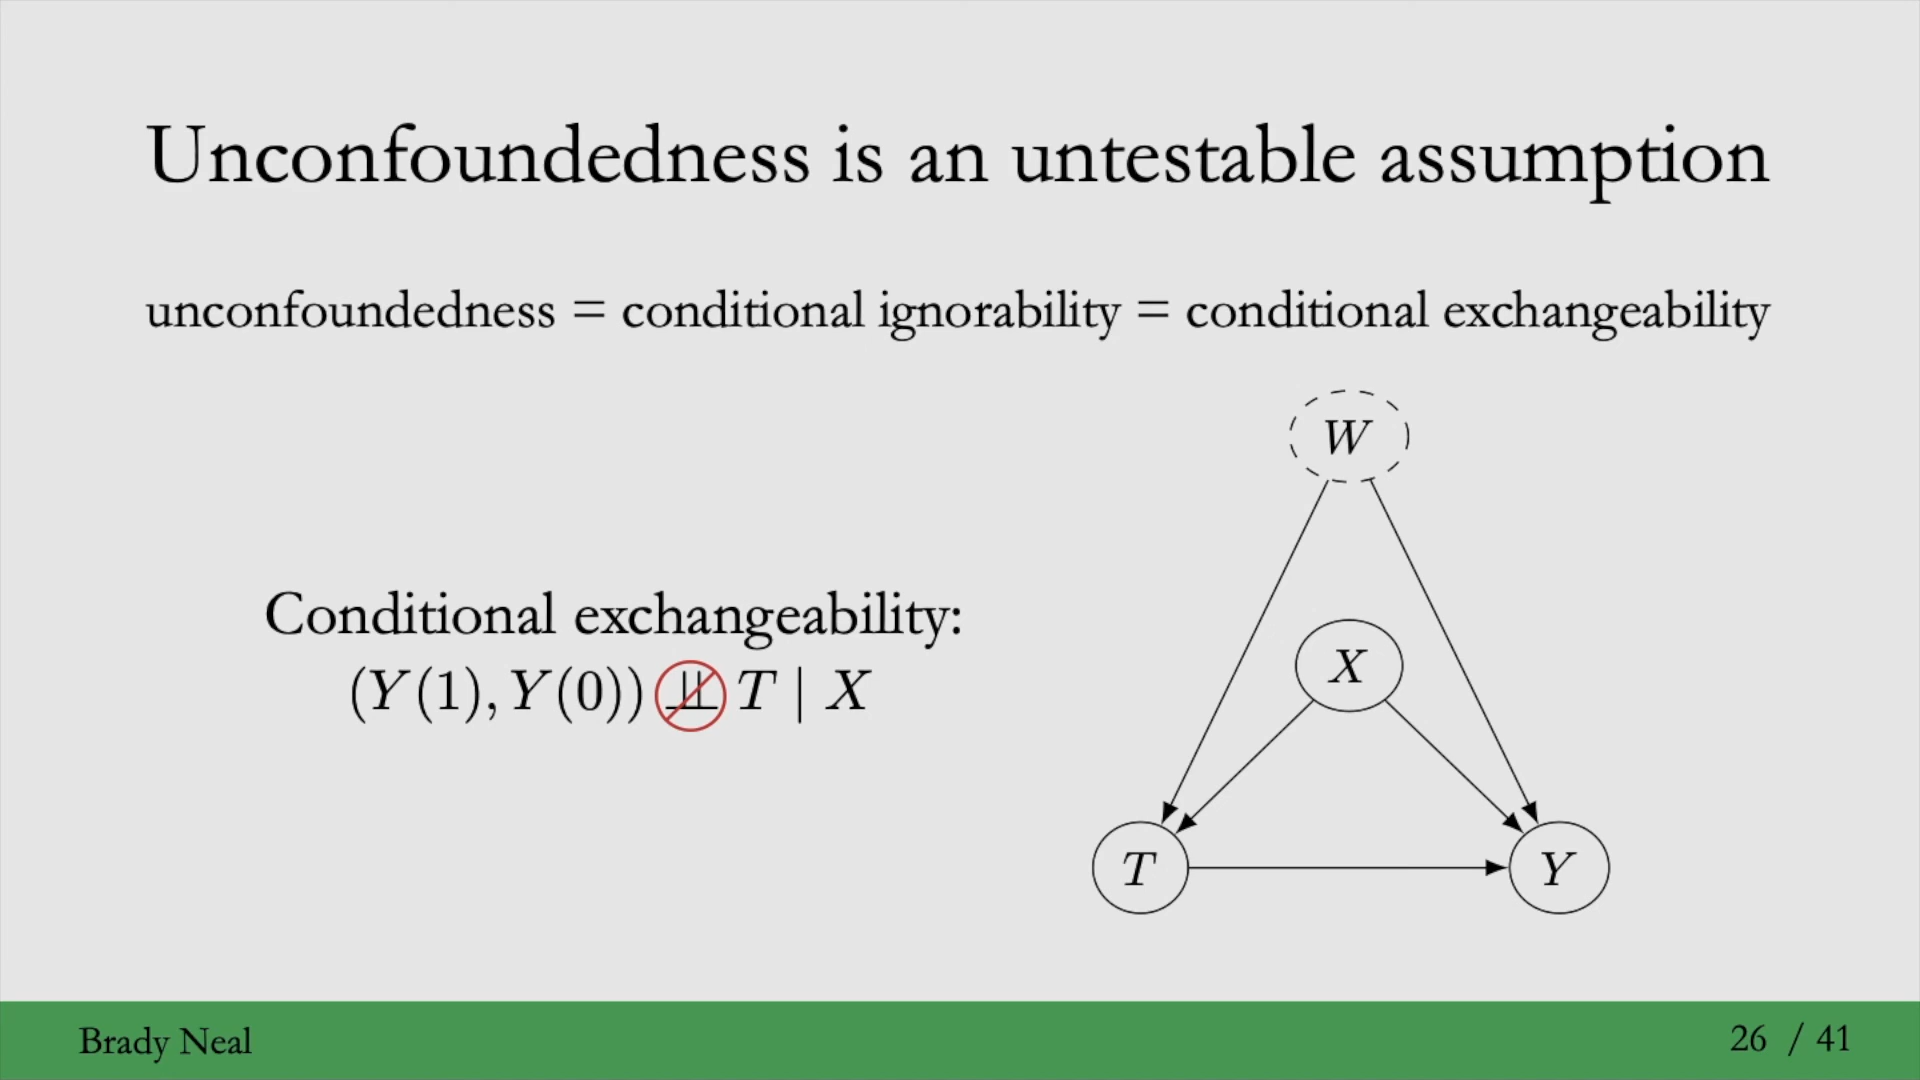 Unconfoundedness is an untestable assumption
unconfoundedness = conditional ignorability = conditional exchangeability
W
Conditional exchangeability:
X
(Y(1), Y(0)) ⫫ T | X
T
Y
Brady Neal
26 / 41